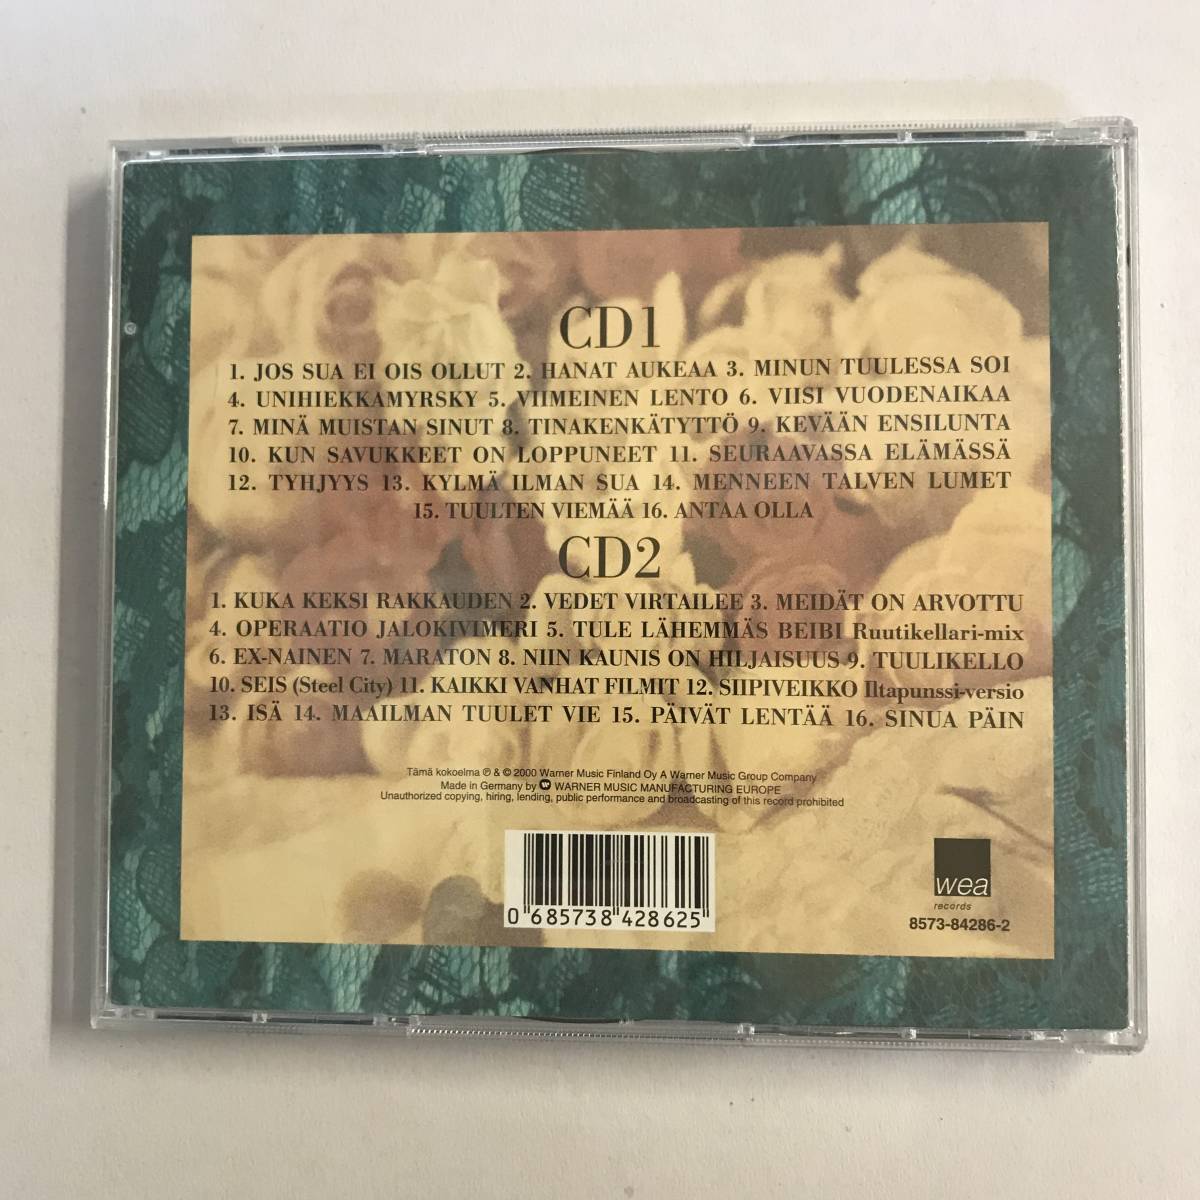 CD1
1. JOS SUA EI OIS OLLUT 2. HANAT AUKEAA 3. MINUN TUULESSA SOI
4. UNIHIEKKAMYRSKY 5. VIIMEINEN LENTO 6. VIISI VUODENAIKAA
7. MINÄ MUISTAN SINUT 8. TINAKENKÄTYTTÖ 9. KEVÄÄN ENSILUNTA
10. KUN SAVUKKEET ON LOPPUNEET 11. SEURAAVASSA ELÄMÄSSÄ
12. TYHJYYS 13. KYLMÄ ILMAN SUA 14. MENNEEN TALVEN LUMET
15. TUULTEN VIEMÄÄ 16. ANTAA OLLA
CD2
1. KUKA KEKSI RAKKAUDEN 2. VEDET VIRTAILEE 3. MEIDÄT ON ARVOTTU
4. OPERAATIO JALOKIVIMERI 5. TULE LÄHEMMÄS BEIBI Ruutikellari-mix
6. EX-NAINEN 7. MARATON 8. NIIN KAUNIS ON HILJAISUUS 9. TUULIKELLO
10. SEIS (Steel City) 11. KAIKKI VANHAT FILMIT 12. SIIPIVEIKKO Iltapunssi-versio
13. ISÄ 14. MAAILMAN TUULET VIE 15. PÄIVÄT LENTÄÄ 16. SINUA PÄIN
Tämä kokoelma ℗ & © 2000 Warner Music Finland Oy A Warner Music Group Company
Made in Germany by WARNER MUSIC MANUFACTURING EUROPE
Unauthorized copying, hiring, lending, public performance and broadcasting of this record prohibited
0 685738 428625
wea
records
8573-84286-2